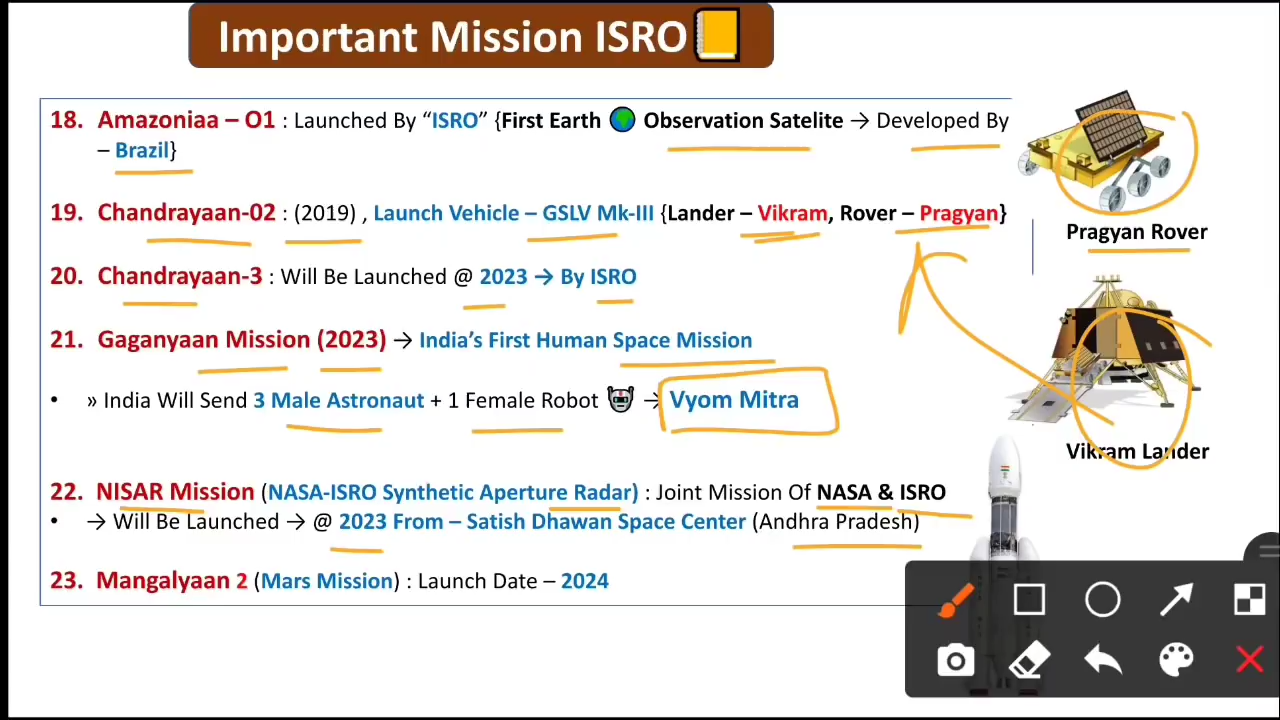 Important Mission ISRO
18. Amazoniaa – O1 : Launched By “ISRO” {First Earth 🌍 Observation Satelite → Developed By
– Brazil}
19. Chandrayaan-02 : (2019) , Launch Vehicle – GSLV Mk-III {Lander – Vikram, Rover – Pragyan}
Pragyan Rover
20. Chandrayaan-3 : Will Be Launched @ 2023 → By ISRO
21. Gaganyaan Mission (2023) → India’s First Human Space Mission
• » India Will Send 3 Male Astronaut + 1 Female Robot 🤖 → Vyom Mitra
Vikram Lander
22. NISAR Mission (NASA-ISRO Synthetic Aperture Radar) : Joint Mission Of NASA & ISRO
• → Will Be Launched → @ 2023 From – Satish Dhawan Space Center (Andhra Pradesh)
23. Mangalyaan 2 (Mars Mission) : Launch Date – 2024